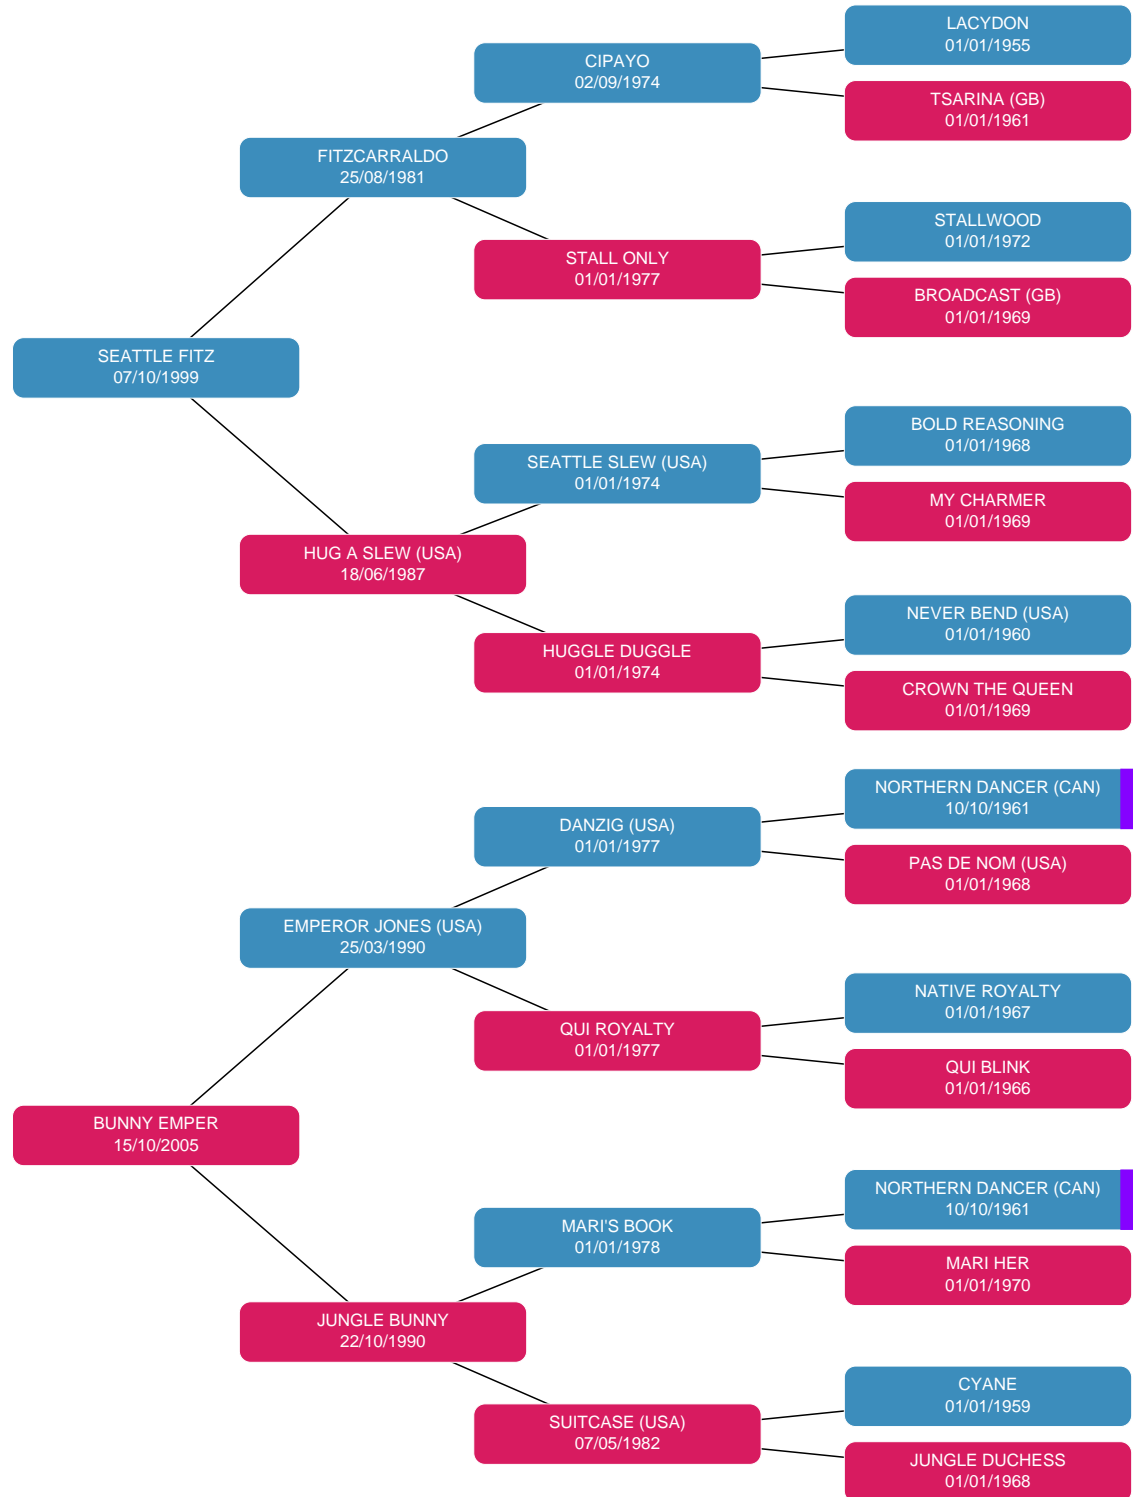 LACYDON
01/01/1955
CIPAYO
02/09/1974
TSARINA (GB)
01/01/1961
FITZCARRALDO
25/08/1981
STALLWOOD
01/01/1972
STALL ONLY
01/01/1977
BROADCAST (GB)
01/01/1969
SEATTLE FITZ
07/10/1999
BOLD REASONING
01/01/1968
SEATTLE SLEW (USA)
01/01/1974
MY CHARMER
01/01/1969
HUG A SLEW (USA)
18/06/1987
NEVER BEND (USA)
01/01/1960
HUGGLE DUGGLE
01/01/1974
CROWN THE QUEEN
01/01/1969
NORTHERN DANCER (CAN)
10/10/1961
DANZIG (USA)
01/01/1977
PAS DE NOM (USA)
01/01/1968
EMPEROR JONES (USA)
25/03/1990
NATIVE ROYALTY
01/01/1967
QUI ROYALTY
01/01/1977
QUI BLINK
01/01/1966
BUNNY EMPER
15/10/2005
NORTHERN DANCER (CAN)
10/10/1961
MARI'S BOOK
01/01/1978
MARI HER
01/01/1970
JUNGLE BUNNY
22/10/1990
CYANE
01/01/1959
SUITCASE (USA)
07/05/1982
JUNGLE DUCHESS
01/01/1968